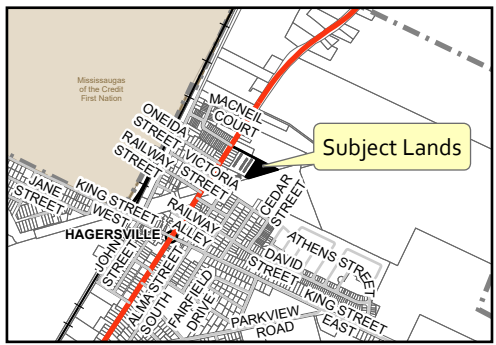 Mississaugas
of the Credit
First Nation
MACNEIL
COURT
ONEIDA
STREET
VICTORIA
STREET
RAILWAY
STREET
Subject Lands
CEDAR
STREET
JANE
STREET
KING STREET
WEST
RAILWAY
ALLEY
HAGERSVILLE
JOHN
STREET
ALMA STREET
SOUTH
FAIRFIELD
DRIVE
DAVID
STREET
ATHENS STREET
KING STREET
EAST
PARKVIEW
ROAD